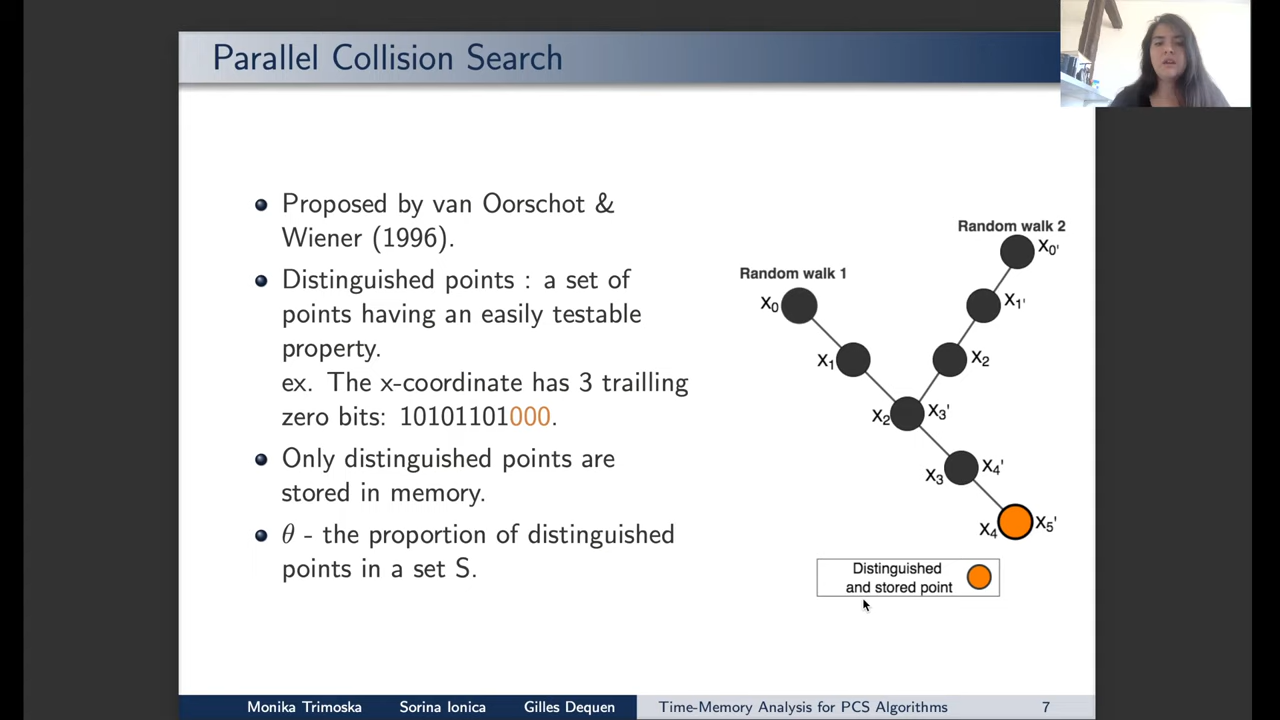 Parallel Collision Search
Proposed by van Oorschot &
Wiener (1996).
Distinguished points : a set of
points having an easily testable
property.
ex. The x-coordinate has 3 trailling
zero bits: 10101101000.
Only distinguished points are
stored in memory.
θ - the proportion of distinguished
points in a set S.
Random walk 2
X0'
Random walk 1
X0
X1'
X1
X2
X2
X3'
X3
X4'
X4
X5'
Distinguished
and stored point
Monika Trimoska Sorina Ionica Gilles Dequen Time-Memory Analysis for PCS Algorithms 7